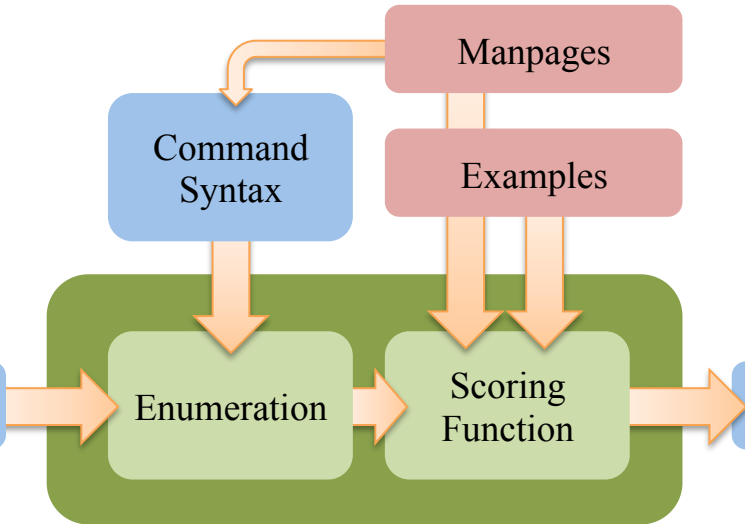 Manpages
Command
Syntax
Examples
Enumeration
Scoring
Function